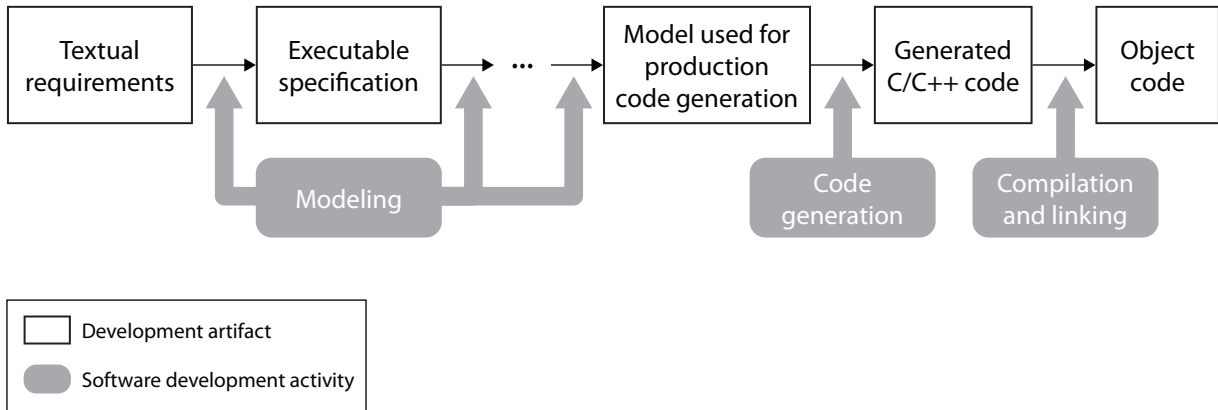 Textual
requirements
Executable
specification
...
Model used for
production
code generation
Generated
C/C++ code
Object
code
Modeling
Code
generation
Compilation
and linking
Development artifact
Software development activity